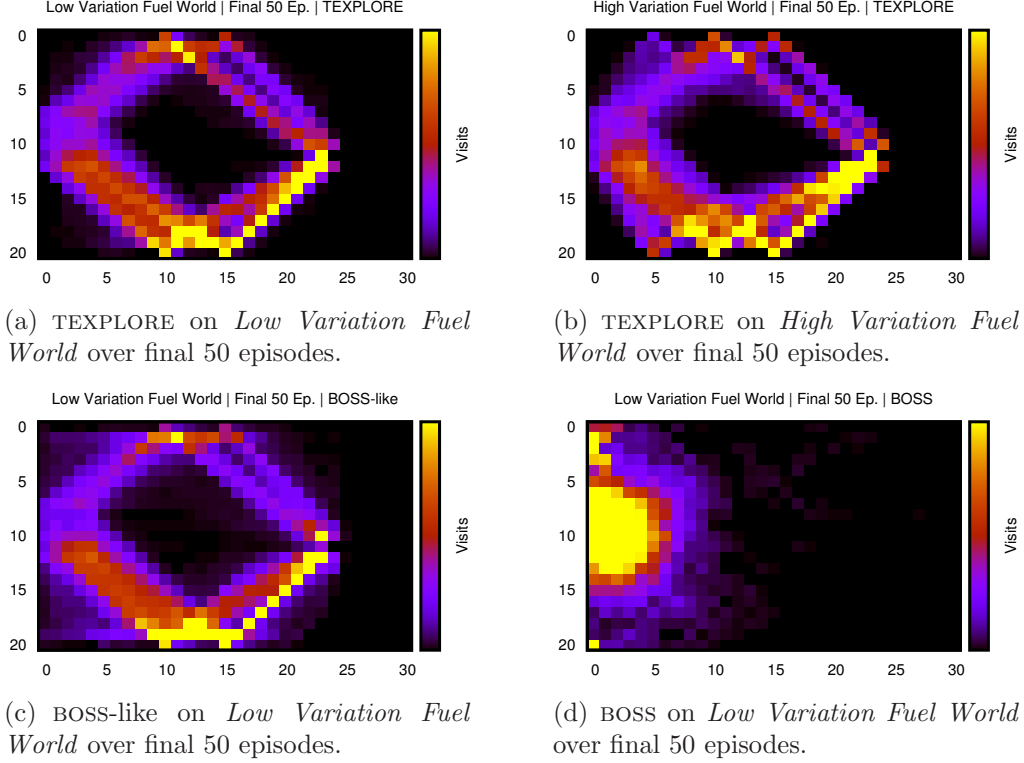 Low Variation Fuel World | Final 50 Ep. | TEXPLORE
0
5
10
15
20
0 5 10 15 20 25 30
Visits
High Variation Fuel World | Final 50 Ep. | TEXPLORE
0
5
10
15
20
0 5 10 15 20 25 30
Visits
(a) TEXPLORE on Low Variation Fuel
World over final 50 episodes.
(b) TEXPLORE on High Variation Fuel
World over final 50 episodes.
Low Variation Fuel World | Final 50 Ep. | BOSS-like
0
5
10
15
20
0 5 10 15 20 25 30
Visits
Low Variation Fuel World | Final 50 Ep. | BOSS
0
5
10
15
20
0 5 10 15 20 25 30
Visits
(c) BOSS-like on Low Variation Fuel
World over final 50 episodes.
(d) BOSS on Low Variation Fuel World
over final 50 episodes.